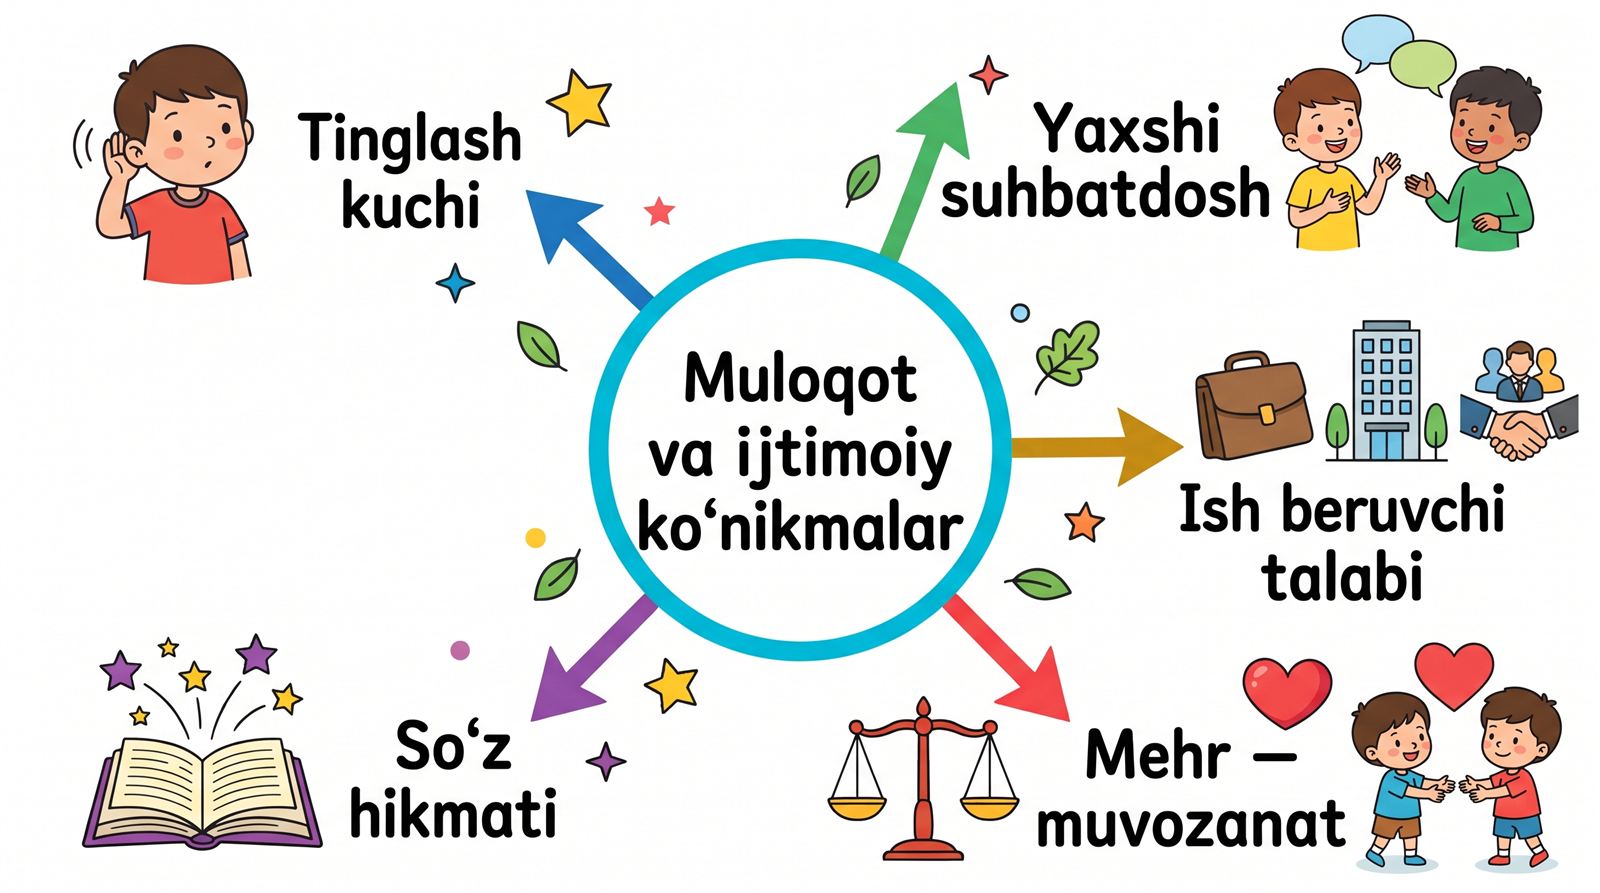 Tinglash
kuchi
Yaxshi
suhbatdosh
Muloqot
va ijtimoiy
ko‘nikmalar
Ish beruvchi
talabi
So‘z
hikmati
Mehr –
muvozanat